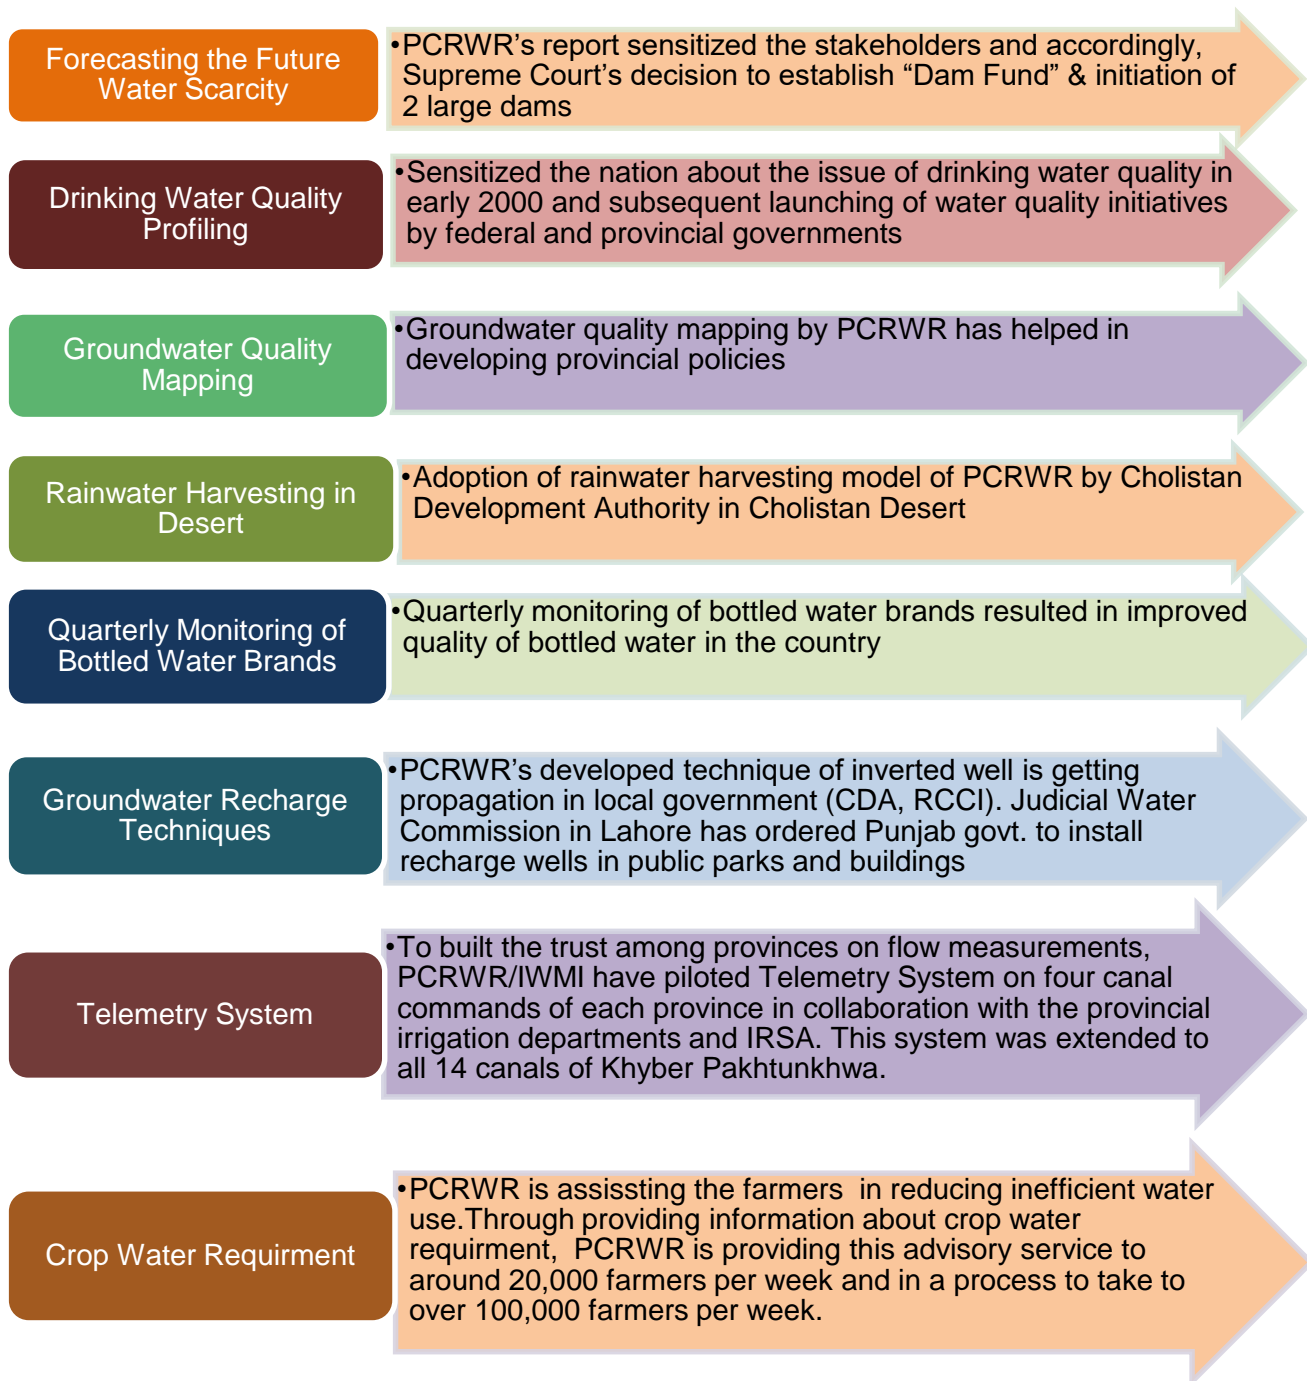 Forecasting the Future
Water Scarcity
•PCRWR’s report sensitized the stakeholders and accordingly,
Supreme Court’s decision to establish “Dam Fund” & initiation of
2 large dams
Drinking Water Quality
Profiling
•Sensitized the nation about the issue of drinking water quality in
early 2000 and subsequent launching of water quality initiatives
by federal and provincial governments
Groundwater Quality
Mapping
•Groundwater quality mapping by PCRWR has helped in
developing provincial policies
Rainwater Harvesting in
Desert
•Adoption of rainwater harvesting model of PCRWR by Cholistan
Development Authority in Cholistan Desert
Quarterly Monitoring of
Bottled Water Brands
•Quarterly monitoring of bottled water brands resulted in improved
quality of bottled water in the country
Groundwater Recharge
Techniques
•PCRWR’s developed technique of inverted well is getting
propagation in local government (CDA, RCCI). Judicial Water
Commission in Lahore has ordered Punjab govt. to install
recharge wells in public parks and buildings
Telemetry System
•To built the trust among provinces on flow measurements,
PCRWR/IWMI have piloted Telemetry System on four canal
commands of each province in collaboration with the provincial
irrigation departments and IRSA. This system was extended to
all 14 canals of Khyber Pakhtunkhwa.
Crop Water Requirment
•PCRWR is assissting the farmers  in reducing inefficient water
use.Through providing information about crop water
requirment,  PCRWR is providing this advisory service to
around 20,000 farmers per week and in a process to take to
over 100,000 farmers per week.